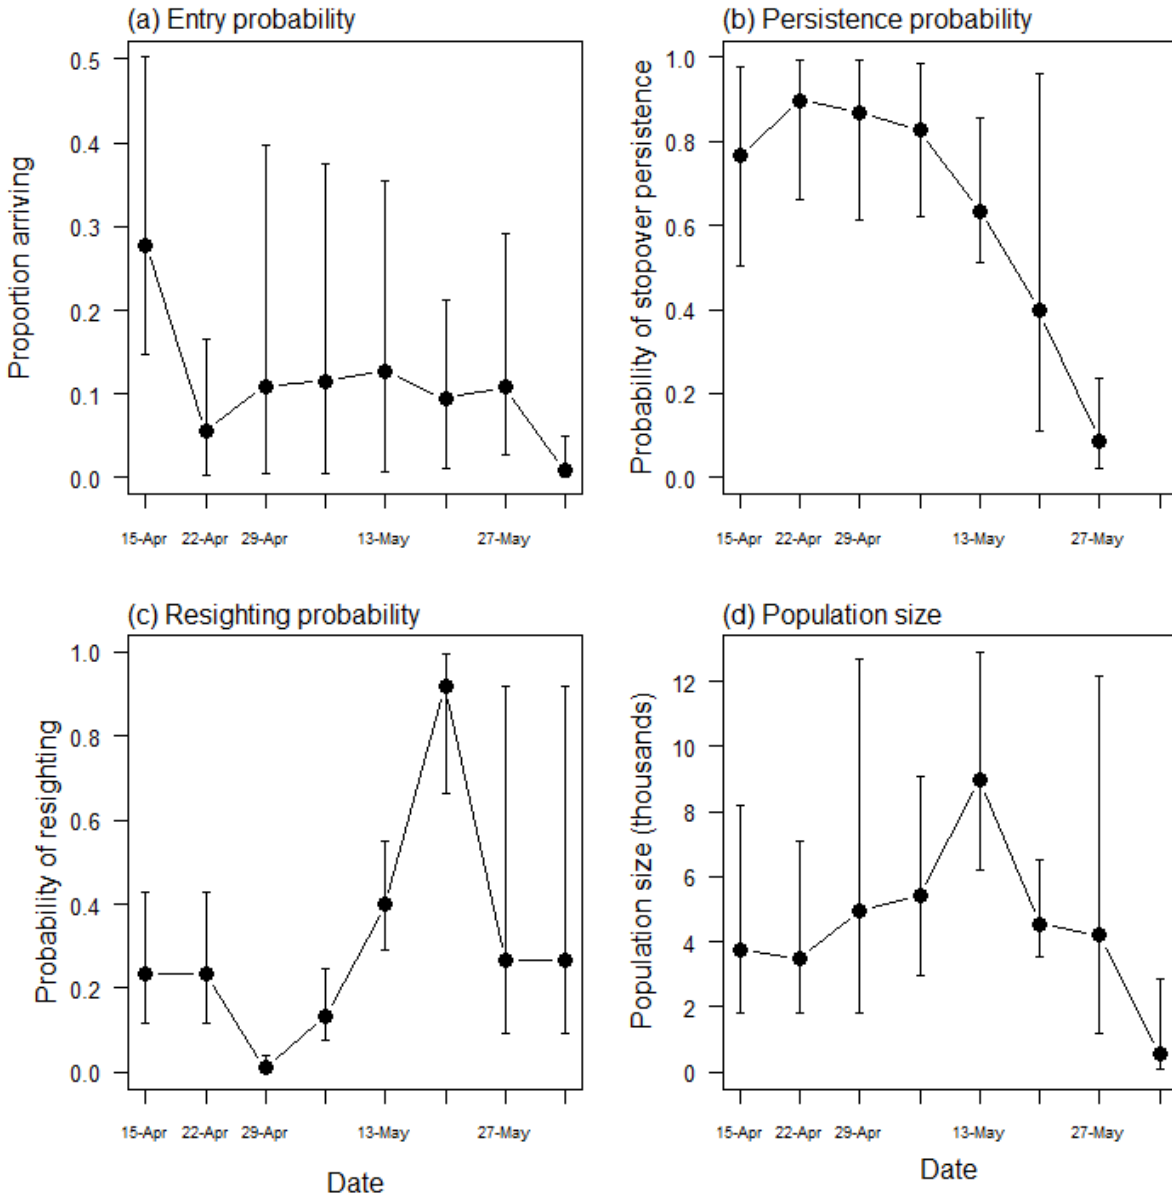 (a) Entry probability
Proportion arriving
0.5
0.4
0.3
0.2
0.1
0.0
15-Apr 22-Apr 29-Apr 13-May 27-May
(b) Persistence probability
Probability of stopover persistence
1.0
0.8
0.6
0.4
0.2
0.0
15-Apr 22-Apr 29-Apr 13-May 27-May
(c) Resighting probability
Probability of resighting
1.0
0.8
0.6
0.4
0.2
0.0
15-Apr 22-Apr 29-Apr 13-May 27-May
Date
(d) Population size
Population size (thousands)
12
10
8
6
4
2
0
15-Apr 22-Apr 29-Apr 13-May 27-May
Date